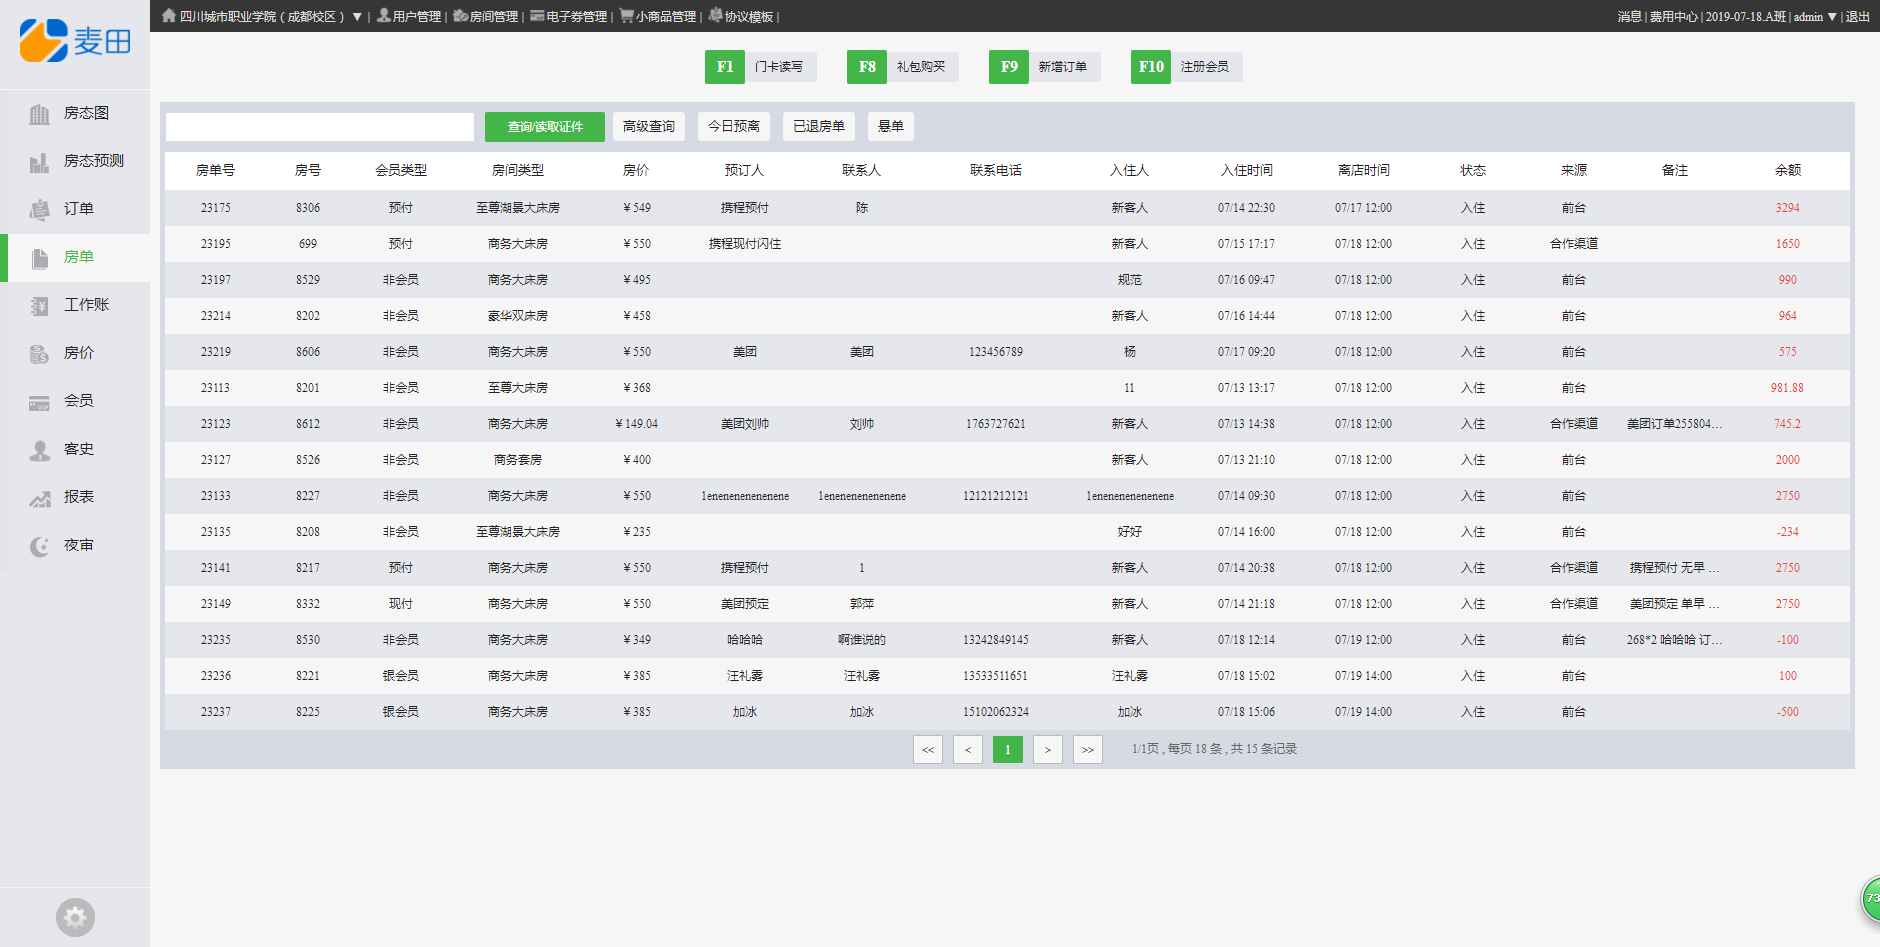 麦田
四川城市职业学院（成都校区） ▼ | 用户管理 | 房间管理 | 电子券管理 | 小商品管理 | 协议模板 |
消息 | 费用中心 | 2019-07-18.A班 | admin ▼ | 退出
F1 门卡读写 F8 礼包购买 F9 新增订单 F10 注册会员
房态图
房态预测
订单
房单
工作账
房价
会员
客史
报表
夜审
查询/读取证件 高级查询 今日预离 已退房单 悬单
房单号 房号 会员类型 房间类型 房价 预订人 联系人 联系电话 入住人 入住时间 离店时间 状态 来源 备注 余额
23175 8306 预付 至尊湖景大床房 ¥549 携程预付 陈 新客人 07/14 22:30 07/17 12:00 入住 前台 3294
23195 699 预付 商务大床房 ¥550 携程现付闪住 新客人 07/15 17:17 07/18 12:00 入住 合作渠道 1650
23197 8529 非会员 商务大床房 ¥495 规范 07/16 09:47 07/18 12:00 入住 前台 990
23214 8202 非会员 豪华双床房 ¥458 新客人 07/16 14:44 07/18 12:00 入住 前台 964
23219 8606 非会员 商务大床房 ¥550 美团 美团 123456789 杨 07/17 09:20 07/18 12:00 入住 前台 575
23113 8201 非会员 至尊大床房 ¥368 11 07/13 13:17 07/18 12:00 入住 前台 981.88
23123 8612 非会员 商务大床房 ¥149.04 美团刘帅 刘帅 1763727621 新客人 07/13 14:38 07/18 12:00 入住 合作渠道 美团订单255804... 745.2
23127 8526 非会员 商务套房 ¥400 新客人 07/13 21:10 07/18 12:00 入住 前台 2000
23133 8227 非会员 商务大床房 ¥550 1enenenenenenene 1enenenenenenene 12121212121 1enenenenenenene 07/14 09:30 07/18 12:00 入住 前台 2750
23135 8208 非会员 至尊湖景大床房 ¥235 好好 07/14 16:00 07/18 12:00 入住 前台 -234
23141 8217 预付 商务大床房 ¥550 携程预付 1 新客人 07/14 20:38 07/18 12:00 入住 合作渠道 携程预付 无早 ... 2750
23149 8332 现付 商务大床房 ¥550 美团预定 郭萍 新客人 07/14 21:18 07/18 12:00 入住 合作渠道 美团预定 单早 ... 2750
23235 8530 非会员 商务大床房 ¥349 哈哈哈 啊谁说的 13242849145 新客人 07/18 12:14 07/19 12:00 入住 前台 268*2 哈哈哈 订... -100
23236 8221 银会员 商务大床房 ¥385 汪礼雾 汪礼雾 13533511651 汪礼雾 07/18 15:02 07/19 14:00 入住 前台 100
23237 8225 银会员 商务大床房 ¥385 加冰 加冰 15102062324 加冰 07/18 15:06 07/19 14:00 入住 前台 -500
<< < 1 > >> 1/1页 , 每页 18 条 , 共 15 条记录
73